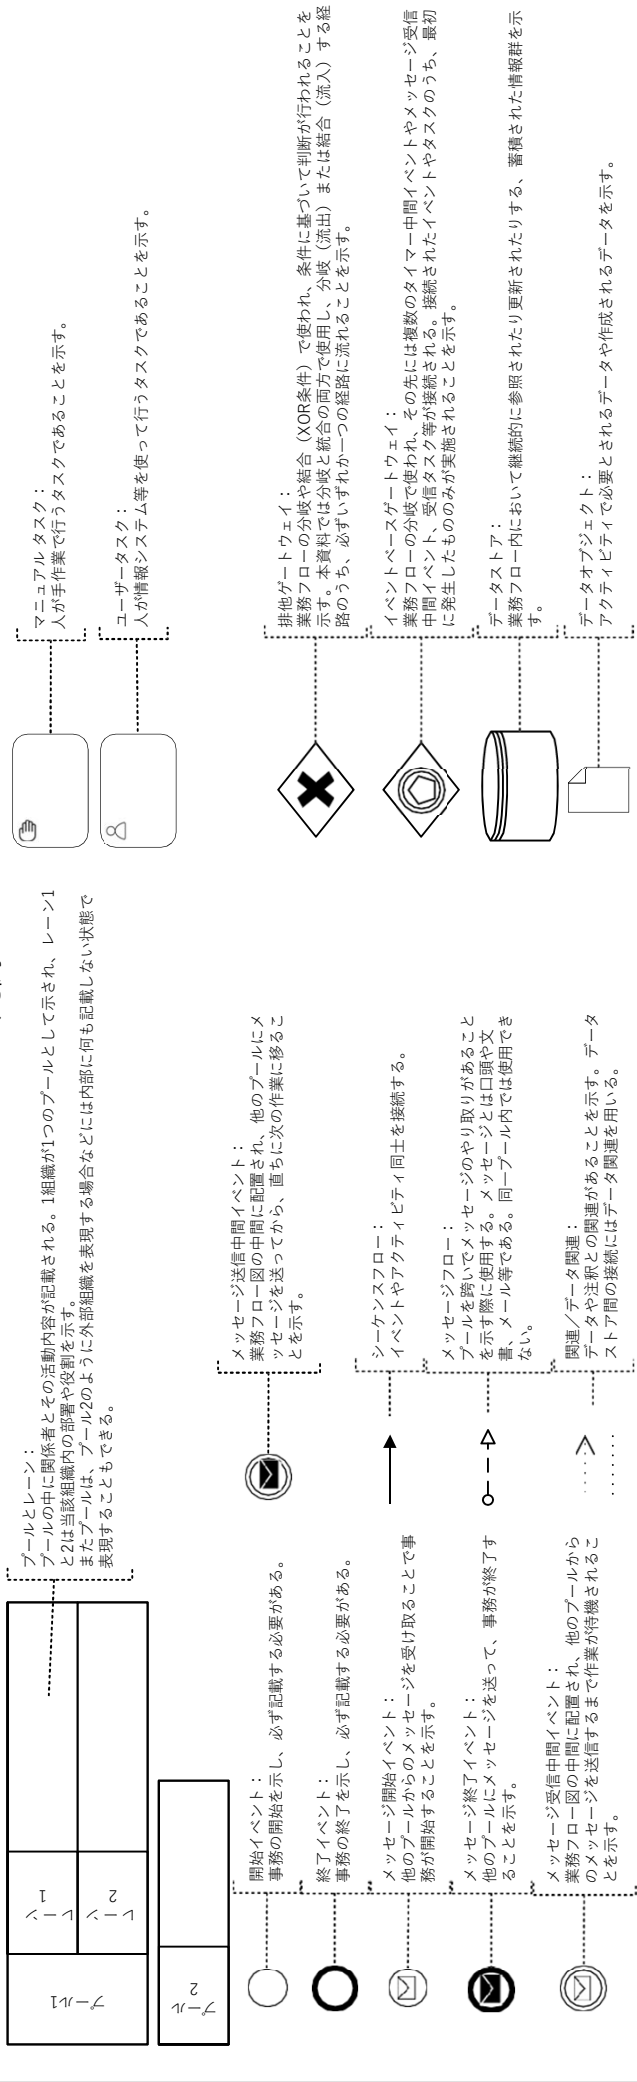 プールとレーン：
プールの中に関係者とその活動内容が記載される。1組織が1つのプールとして示され、レーン1
と2は当該組織内の部署や役割を示す。
またプールは、プール2のように外部組織を表現する場合などには内部に何も記載しない状態で
表現することもできる。
プール1
レーン
1
レーン
2
プール
2
開始イベント：
事務の開始を示し、必ず記載する必要がある。
終了イベント：
事務の終了を示し、必ず記載する必要がある。
メッセージ開始イベント：
他のプールからのメッセージを受け取ることで事
務が開始することを示す。
メッセージ終了イベント：
他のプールにメッセージを送って、事務が終了す
ることを示す。
メッセージ受信中間イベント：
業務フロー図の中間に配置され、他のプールから
のメッセージを送信するまで作業が待機されるこ
とを示す。
メッセージ送信中間イベント：
業務フロー図の中間に配置され、他のプールにメ
ッセージを送ってから、直ちに次の作業に移るこ
とを示す。
シーケンスフロー：
イベントやアクティビティ同士を接続する。
メッセージフロー：
プールを跨いでメッセージのやり取りがあること
を示す際に使用する。メッセージとは口頭や文
書、メール等である。同一プール内では使用でき
ない。
関連／データ関連：
データや注釈との関連があることを示す。データ
ストア間の接続にはデータ関連を用いる。
マニュアルタスク：
人が手作業で行うタスクであることを示す。
ユーザータスク：
人が情報システム等を使って行うタスクであることを示す。
排他ゲートウェイ：
業務フローの分岐や結合（XOR条件）で使われ、条件に基づいて判断が行われることを
示す。本資料では分岐と統合の両方で使用し、分岐（流出）または結合（流入）する経
路のうち、必ずいずれか一つの経路に流れることを示す。
イベントベースゲートウェイ：
業務フローの分岐で使われ、その先には複数のタイマー中間イベントやメッセージ受信
中間イベント、受信タスク等が接続される。接続されたイベントやタスクのうち、最初
に発生したもののみが実施されることを示す。
データストア：
業務フロー内において継続的に参照されたり更新されたりする、蓄積された情報群を示
す。
データオブジェクト：
アクティビティで必要とされるデータや作成されるデータを示す。